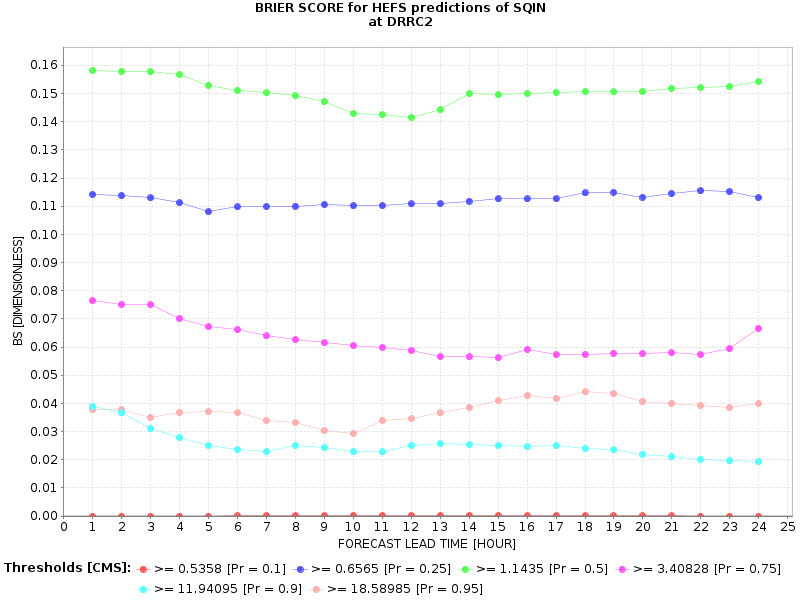 BRIER SCORE for HEFS predictions of SQIN
at DRRC2
BS [DIMENSIONLESS]
0.16
0.15
0.14
0.13
0.12
0.11
0.10
0.09
0.08
0.07
0.06
0.05
0.04
0.03
0.02
0.01
0.00
0 1 2 3 4 5 6 7 8 9 10 11 12 13 14 15 16 17 18 19 20 21 22 23 24 25
FORECAST LEAD TIME [HOUR]
Thresholds [CMS]: >= 0.5358 [Pr = 0.1] >= 0.6565 [Pr = 0.25] >= 1.1435 [Pr = 0.5] >= 3.40828 [Pr = 0.75]
>= 11.94095 [Pr = 0.9] >= 18.58985 [Pr = 0.95]